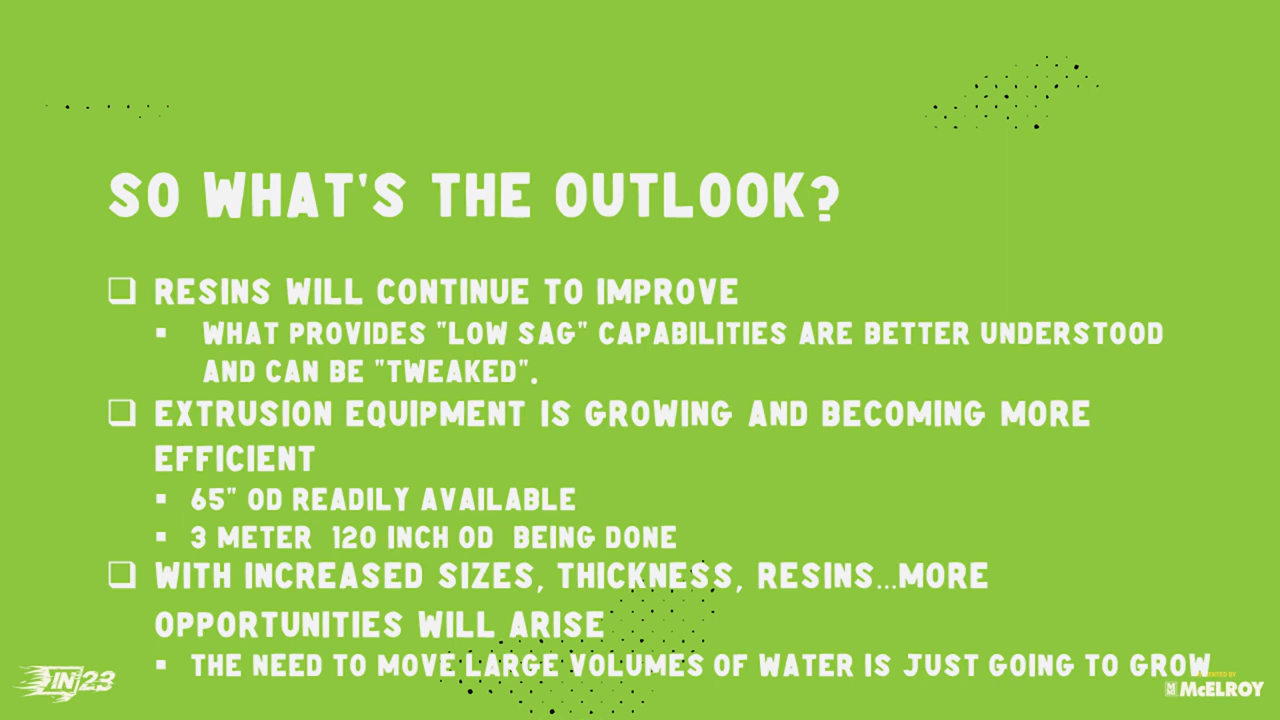 SO WHAT'S THE OUTLOOK?
❑ RESINS WILL CONTINUE TO IMPROVE
▪ WHAT PROVIDES "LOW SAG" CAPABILITIES ARE BETTER UNDERSTOOD
AND CAN BE "TWEAKED".
❑ EXTRUSION EQUIPMENT IS GROWING AND BECOMING MORE
EFFICIENT
▪ 65" OD READILY AVAILABLE
▪ 3 METER 120 INCH OD BEING DONE
❑ WITH INCREASED SIZES, THICKNESS, RESINS...MORE
OPPORTUNITIES WILL ARISE
▪ THE NEED TO MOVE LARGE VOLUMES OF WATER IS JUST GOING TO GROW
IN23
McELROY